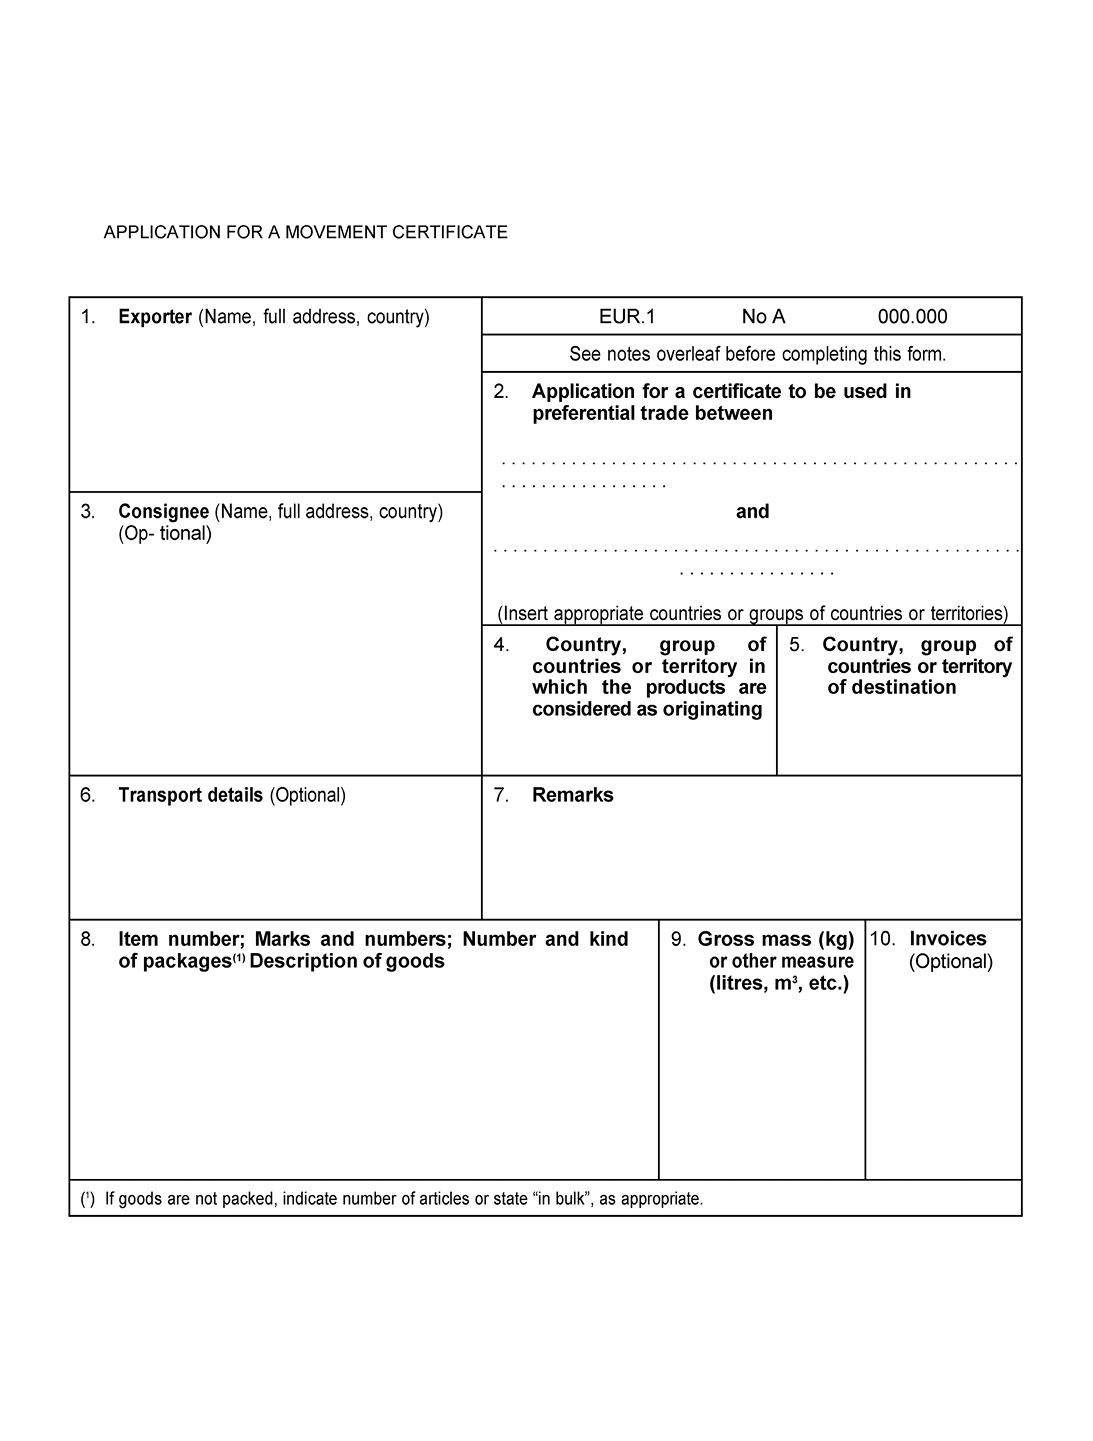 APPLICATION FOR A MOVEMENT CERTIFICATE
1. Exporter (Name, full address, country)
EUR.1 No A 000.000
See notes overleaf before completing this form.
2. Application for a certificate to be used in
preferential trade between
. . . . . . . . . . . . . . . . . . . . . . . . . . . . . . . . . . . . . . . . . . . . . . . . . . . .
. . . . . . . . . . . . . . . . .
and
. . . . . . . . . . . . . . . . . . . . . . . . . . . . . . . . . . . . . . . . . . . . . . . . . . . . .
. . . . . . . . . . . . . . . .
(Insert appropriate countries or groups of countries or territories)
3. Consignee (Name, full address, country)
(Op- tional)
4. Country, group of
countries or territory in
which the products are
considered as originating
5. Country, group of
countries or territory
of destination
6. Transport details (Optional)
7. Remarks
8. Item number; Marks and numbers; Number and kind
of packages(1) Description of goods
9. Gross mass (kg)
or other measure
(litres, m³, etc.)
10. Invoices
(Optional)
(¹) If goods are not packed, indicate number of articles or state “in bulk”, as appropriate.